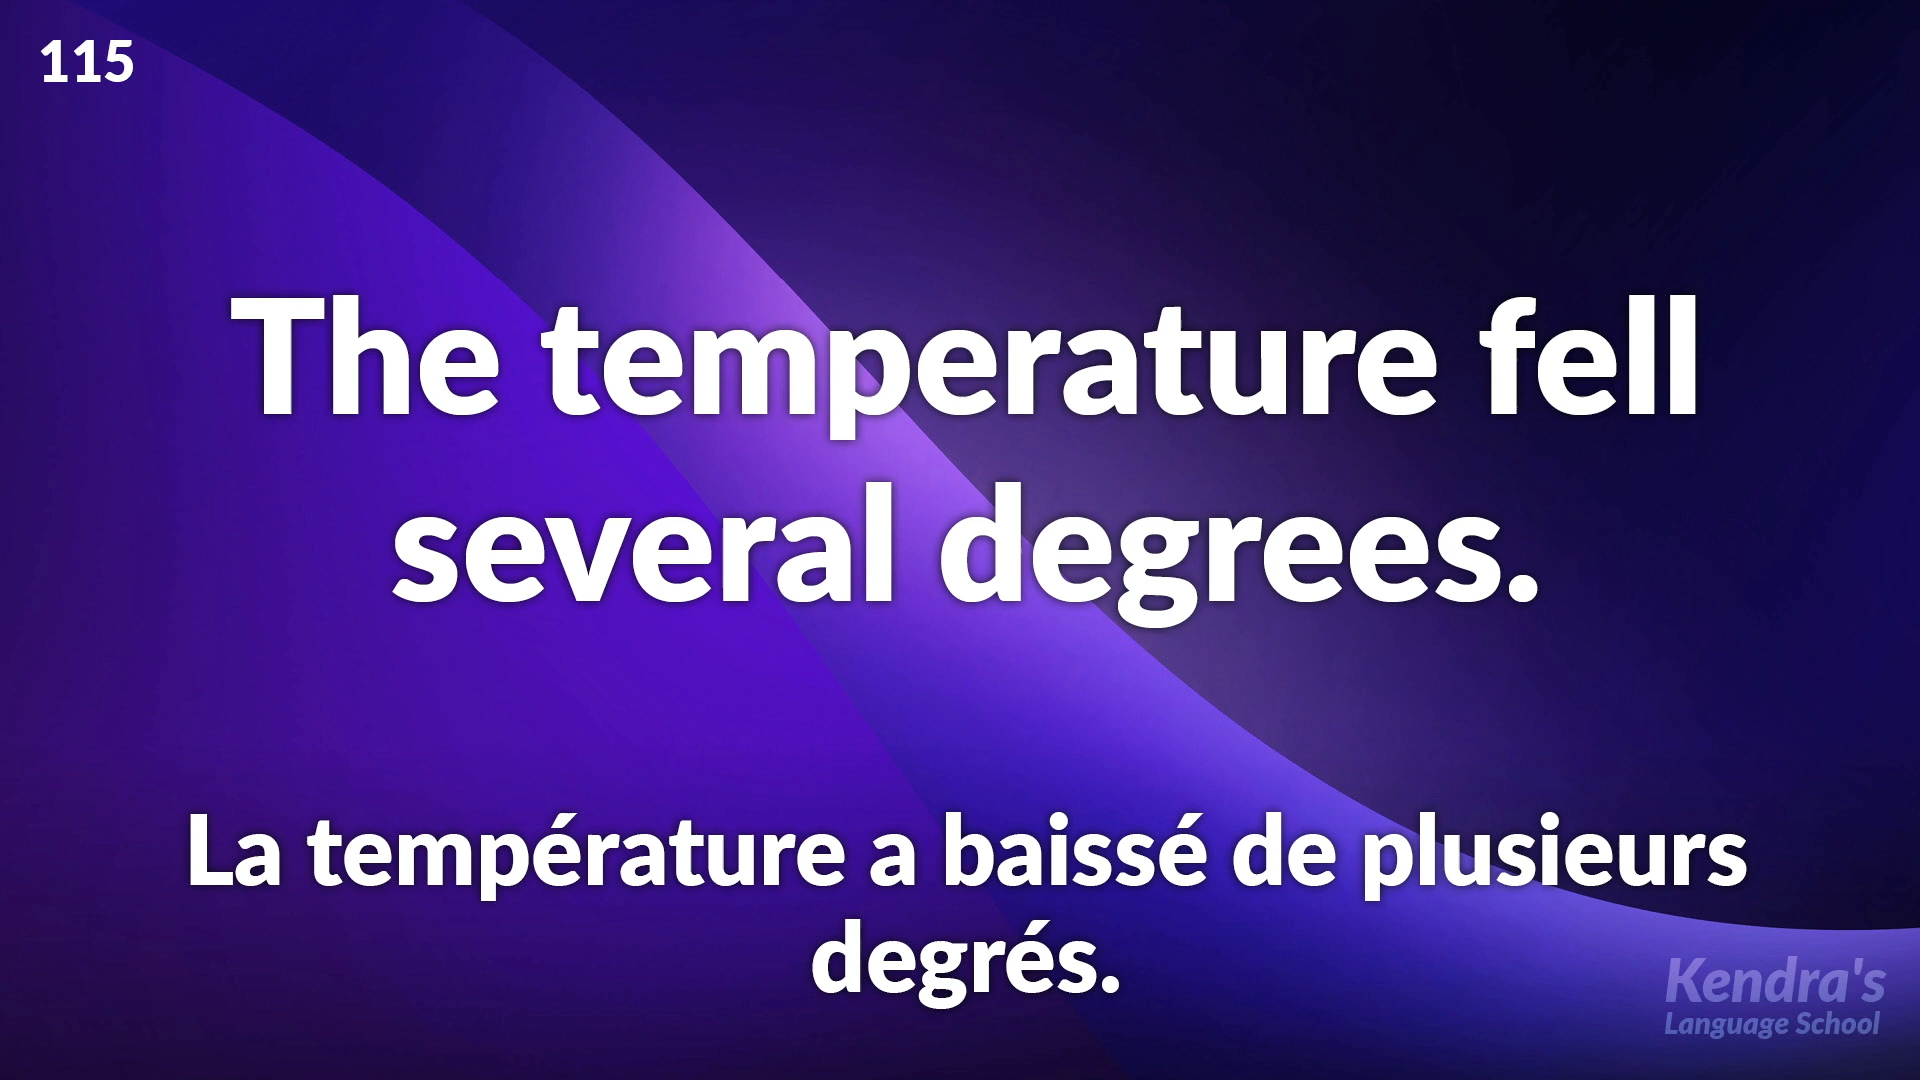 115
The temperature fell
several degrees.
La température a baissé de plusieurs
degrés.
Kendra's
Language School